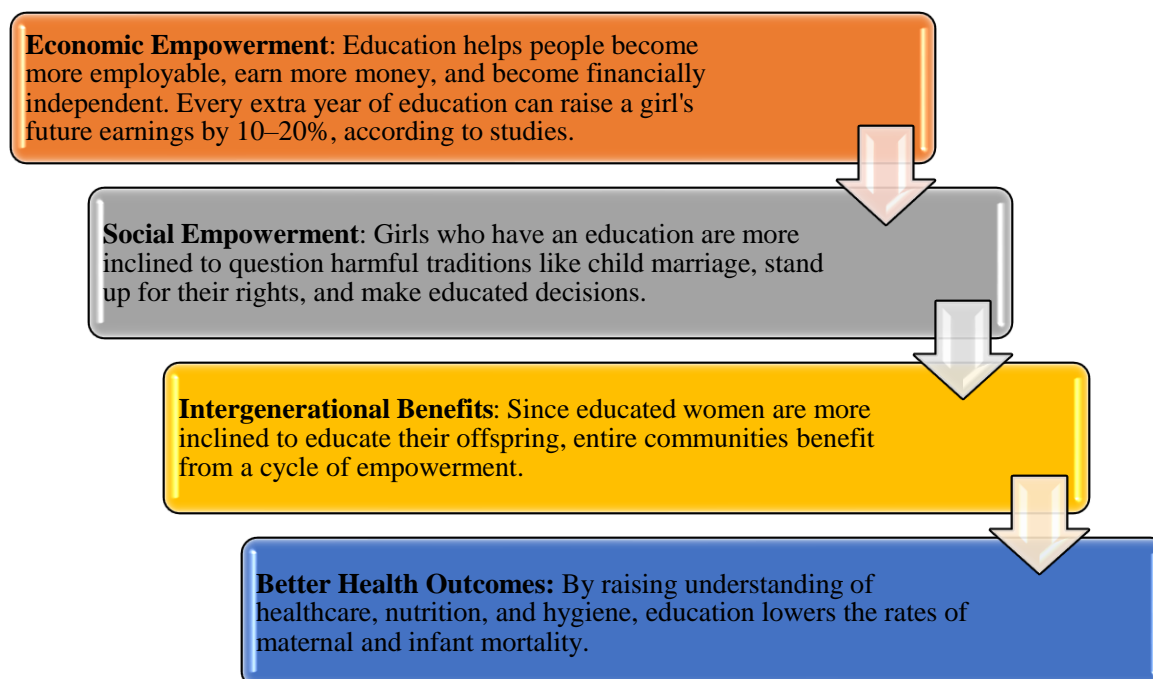 Economic Empowerment: Education helps people become
more employable, earn more money, and become financially
independent. Every extra year of education can raise a girl's
future earnings by 10–20%, according to studies.
Social Empowerment: Girls who have an education are more
inclined to question harmful traditions like child marriage, stand
up for their rights, and make educated decisions.
Intergenerational Benefits: Since educated women are more
inclined to educate their offspring, entire communities benefit
from a cycle of empowerment.
Better Health Outcomes: By raising understanding of
healthcare, nutrition, and hygiene, education lowers the rates of
maternal and infant mortality.